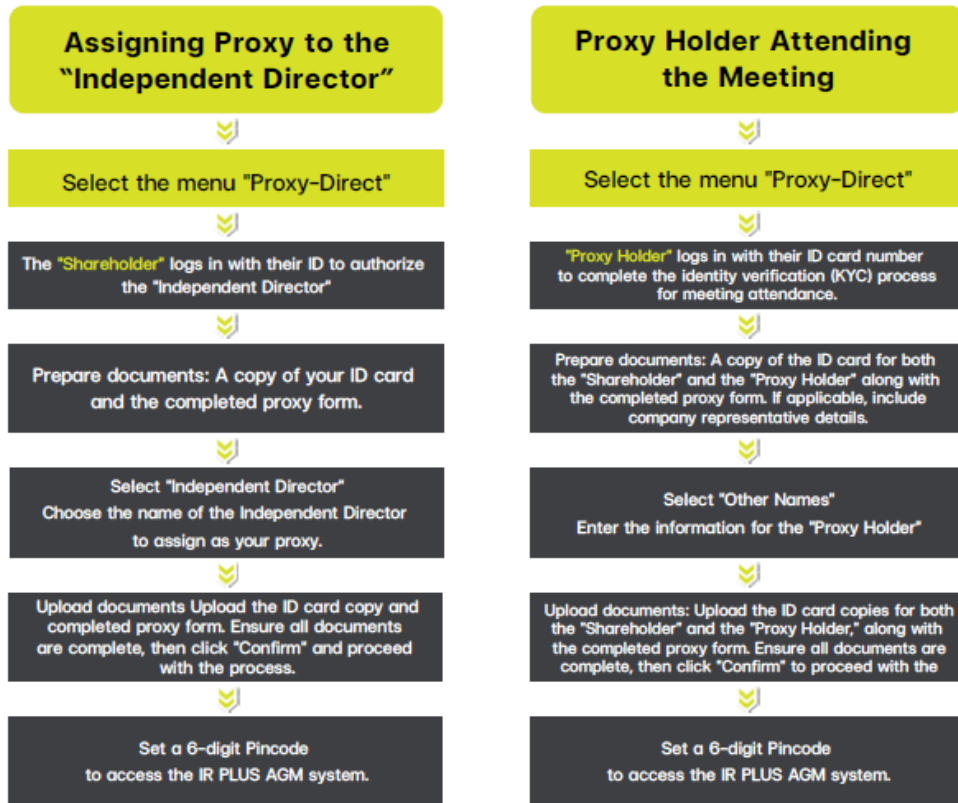 Assigning Proxy to the
"Independent Director"
Select the menu "Proxy-Direct"
The "Shareholder" logs in with their ID to authorize
the "Independent Director"
Prepare documents: A copy of your ID card
and the completed proxy form.
Select "Independent Director"
Choose the name of the Independent Director
to assign as your proxy.
Upload documents Upload the ID card copy and
completed proxy form. Ensure all documents
are complete, then click "Confirm" and proceed
with the process.
Set a 6-digit Pincode
to access the IR PLUS AGM system.
Proxy Holder Attending
the Meeting
Select the menu "Proxy-Direct"
"Proxy Holder" logs in with their ID card number
to complete the identity verification (KYC) process
for meeting attendance.
Prepare documents: A copy of the ID card for both
the "Shareholder" and the "Proxy Holder" along with
the completed proxy form. If applicable, include
company representative details.
Select "Other Names"
Enter the information for the "Proxy Holder"
Upload documents: Upload the ID card copies for both
the "Shareholder" and the "Proxy Holder," along with
the completed proxy form. Ensure all documents are
complete, then click "Confirm" to proceed with the
Set a 6-digit Pincode
to access the IR PLUS AGM system.